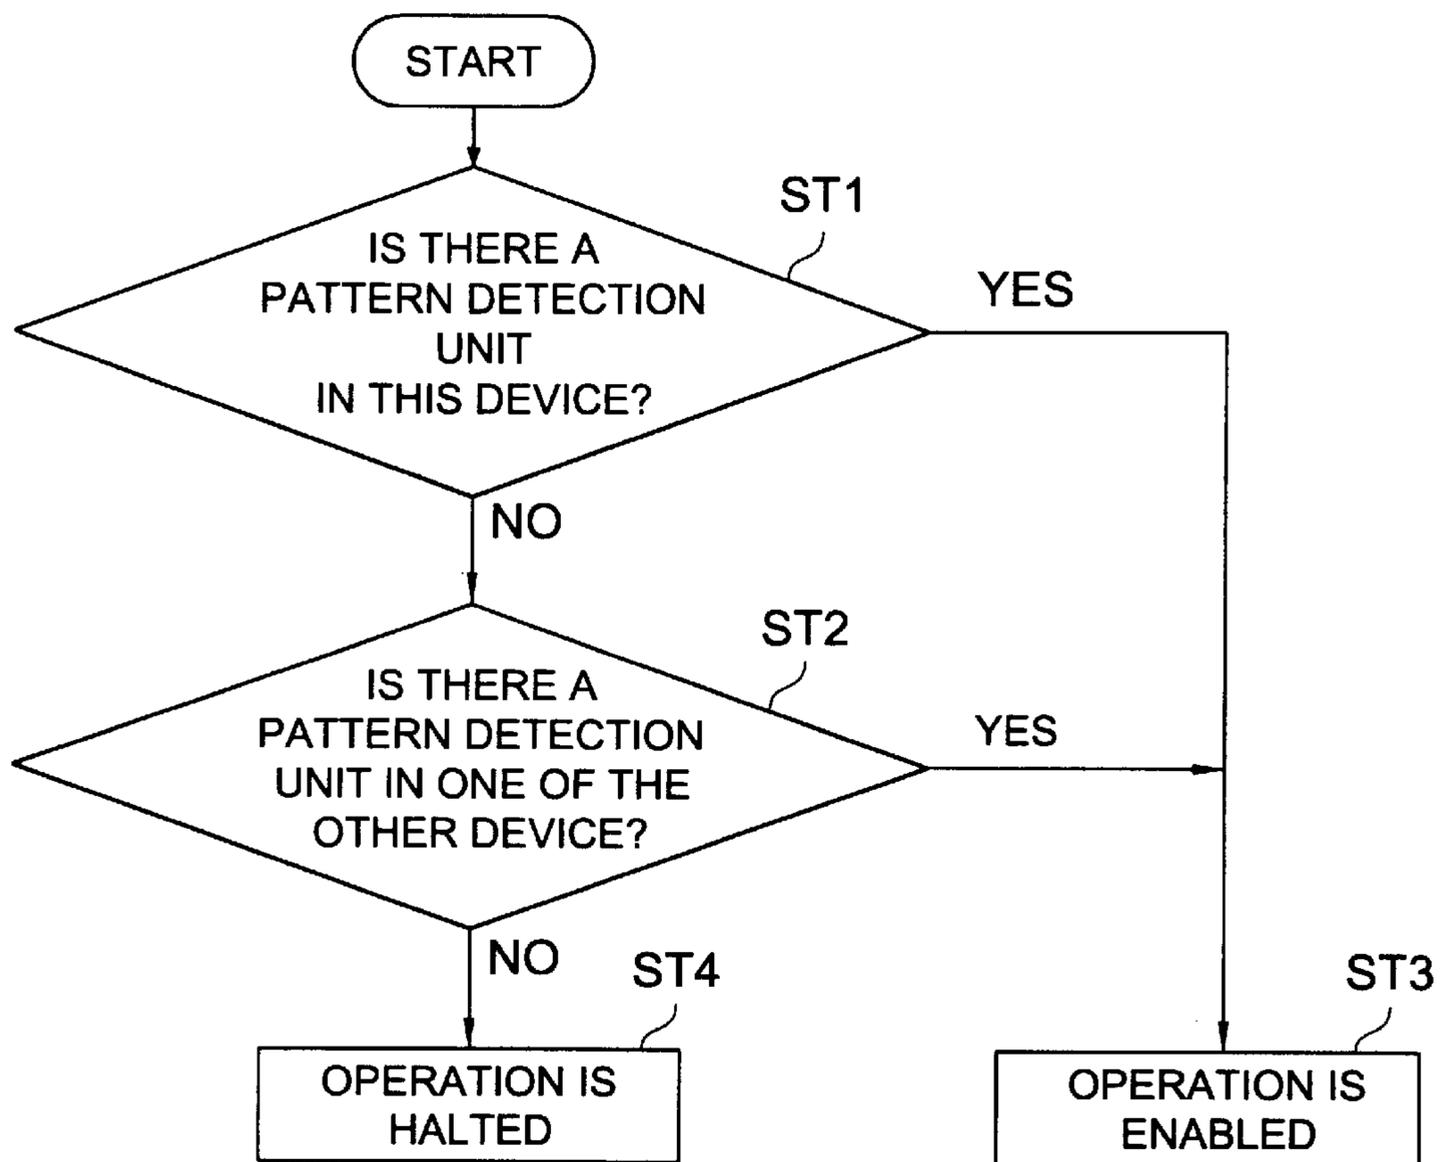 START
ST1
IS THERE A
PATTERN DETECTION
UNIT
IN THIS DEVICE?
YES
NO
ST2
IS THERE A
PATTERN DETECTION
UNIT IN ONE OF THE
OTHER DEVICE?
YES
NO
ST4
OPERATION IS
HALTED
ST3
OPERATION IS
ENABLED